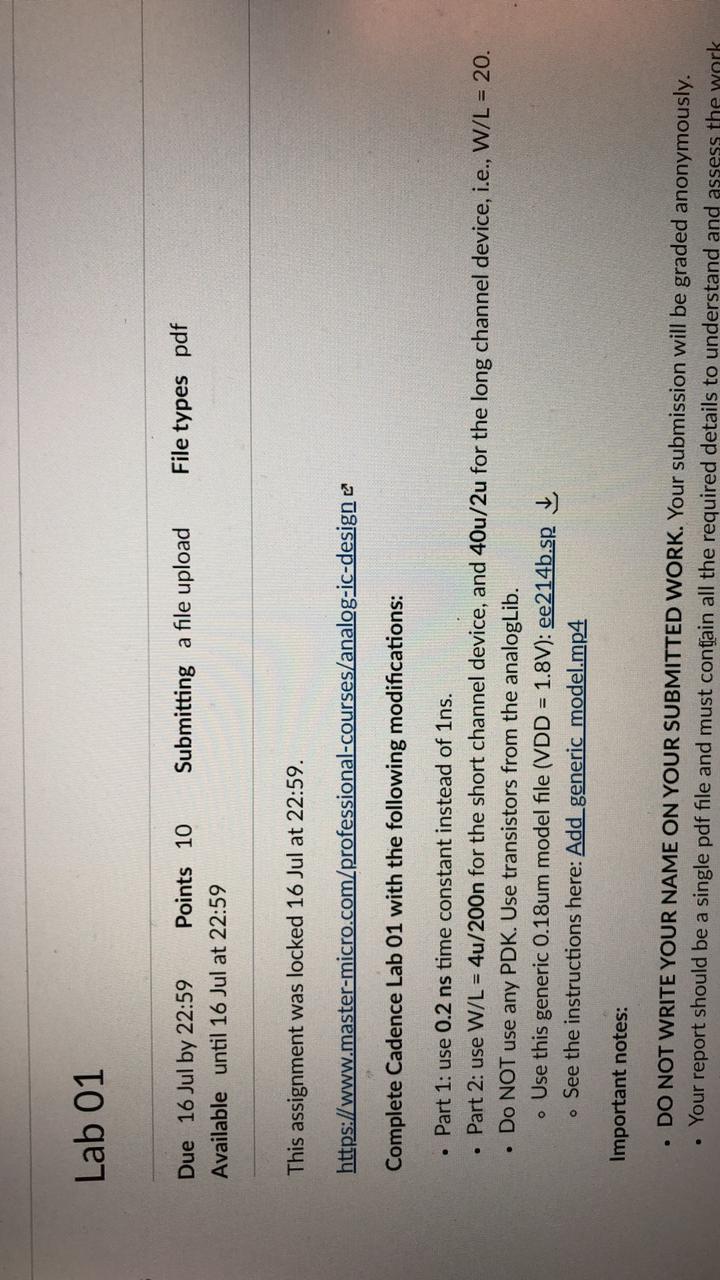 Lab 01
Due 16 Jul by 22:59 Points 10 Submitting a file upload File types pdf
Available until 16 Jul at 22:59
This assignment was locked 16 Jul at 22:59.
https://www.master-micro.com/professional-courses/analog-ic-design
Complete Cadence Lab 01 with the following modifications:
• Part 1: use 0.2 ns time constant instead of 1ns.
• Part 2: use W/L = 4u/200n for the short channel device, and 40u/2u for the long channel device, i.e., W/L = 20.
• Do NOT use any PDK. Use transistors from the analogLib.
◦ Use this generic 0.18um model file (VDD = 1.8V): ee214b.sp
◦ See the instructions here: Add_generic_model.mp4
Important notes:
• DO NOT WRITE YOUR NAME ON YOUR SUBMITTED WORK. Your submission will be graded anonymously.
• Your report should be a single pdf file and must contain all the required details to understand and assess the work